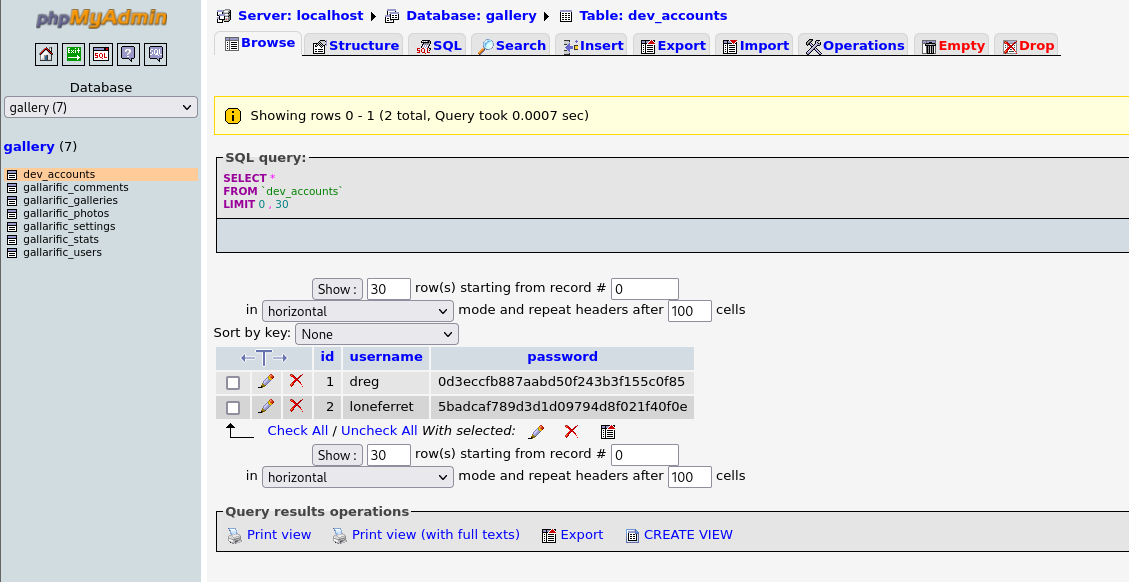 phpMyAdmin
Database
gallery (7)
gallery (7)
dev_accounts
gallarific_comments
gallarific_galleries
gallarific_photos
gallarific_settings
gallarific_stats
gallarific_users
Server: localhost Database: gallery Table: dev_accounts
Browse Structure SQL Search Insert Export Import Operations Empty Drop
Showing rows 0 - 1 (2 total, Query took 0.0007 sec)
SQL query:
SELECT *
FROM `dev_accounts`
LIMIT 0 , 30
Show : 30 row(s) starting from record # 0
in horizontal mode and repeat headers after 100 cells
Sort by key: None
←T→ id username password
1 dreg 0d3eccfb887aabd50f243b3f155c0f85
2 loneferret 5badcaf789d3d1d09794d8f021f40f0e
Check All / Uncheck All With selected:
Show : 30 row(s) starting from record # 0
in horizontal mode and repeat headers after 100 cells
Query results operations
Print view Print view (with full texts) Export CREATE VIEW